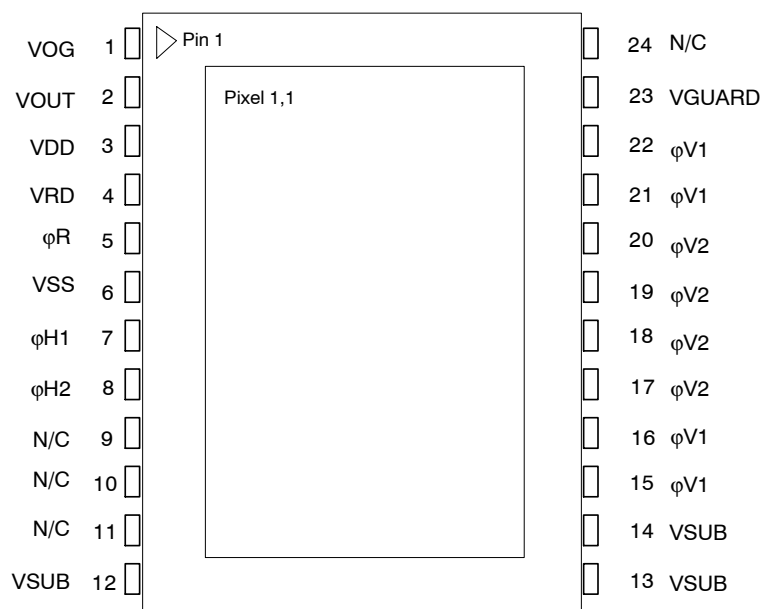 VOG 1 Pin 1 24 N/C
VOUT 2 Pixel 1,1 23 VGUARD
VDD 3 22 φV1
VRD 4 21 φV1
φR 5 20 φV2
VSS 6 19 φV2
φH1 7 18 φV2
φH2 8 17 φV2
N/C 9 16 φV1
N/C 10 15 φV1
N/C 11 14 VSUB
VSUB 12 13 VSUB